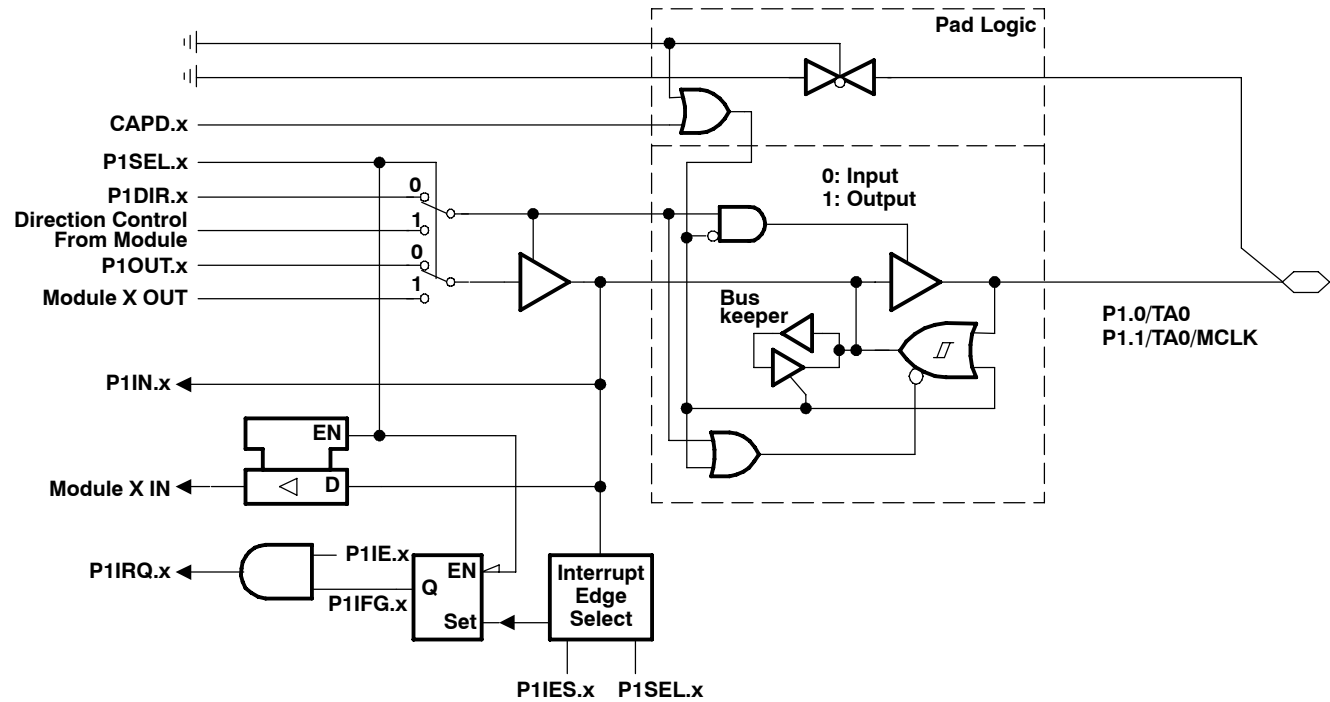 Pad Logic
CAPD.x
P1SEL.x
P1DIR.x
0
Direction Control
From Module
1
P1OUT.x
0
Module X OUT
1
0: Input
1: Output
Bus
keeper
P1.0/TA0
P1.1/TA0/MCLK
P1IN.x
EN
Module X IN
D
P1IRQ.x
P1IE.x
P1IFG.x
EN
Q
Set
Interrupt
Edge
Select
P1IES.x
P1SEL.x